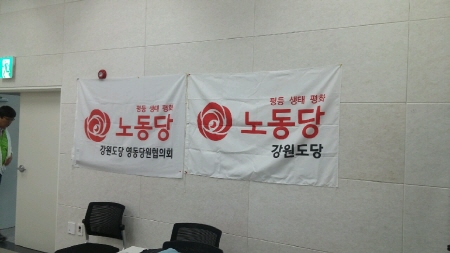 평등 생태 평화
노동당
강원도당 영동당원협의회
평등 생태 평화
노동당
강원도당